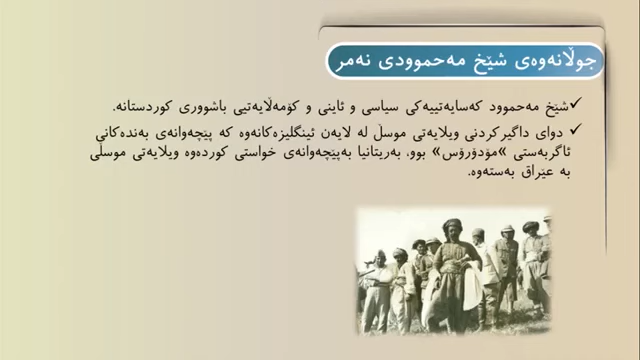 جوڵانەوەی شێخ مەحموودی نەمر
✓شێخ مەحموود کەسایەتییەکی سیاسی و ئاینی و کۆمەڵایەتیی باشووری کوردستانە.
✓ دوای داگیرکردنی ویلایەتی موسڵ لە لایەن ئینگلیزەکانەوە کە پێچەوانەی بەندەکانی
ئاگربەستی «مۆدۆرۆس» بوو، بەریتانیا بەپێچەوانەی خواستی کوردەوە ویلایەتی موسڵی
بە عێراق بەستەوە.